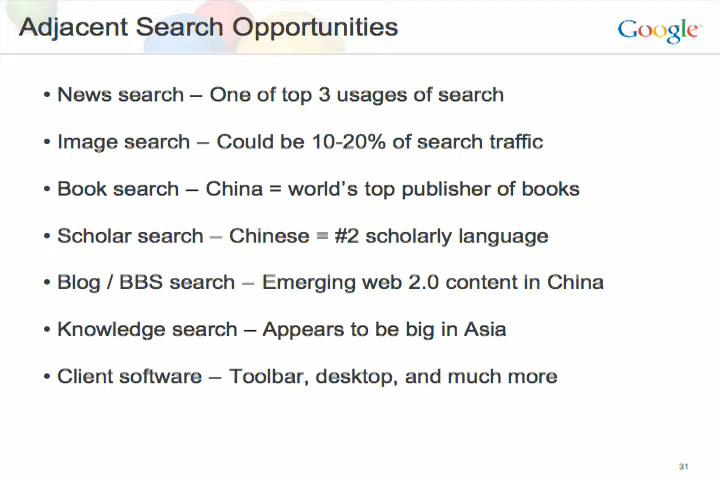 Adjacent Search Opportunities
Google
• News search – One of top 3 usages of search
• Image search – Could be 10-20% of search traffic
• Book search – China = world's top publisher of books
• Scholar search – Chinese = #2 scholarly language
• Blog / BBS search – Emerging web 2.0 content in China
• Knowledge search – Appears to be big in Asia
• Client software – Toolbar, desktop, and much more
31